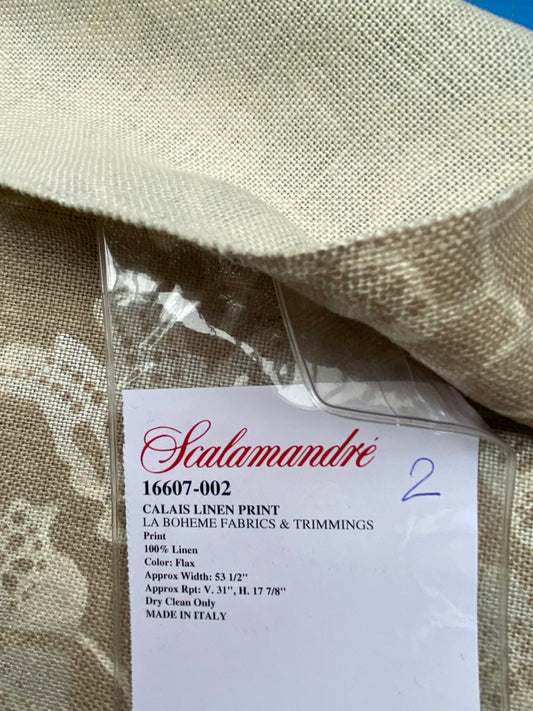 Scalamandré
2
16607-002
CALAIS LINEN PRINT
LA BOHEME FABRICS & TRIMMINGS
Print
100% Linen
Color: Flax
Approx Width: 53 1/2"
Approx Rpt: V. 31", H. 17 7/8"
Dry Clean Only
MADE IN ITALY